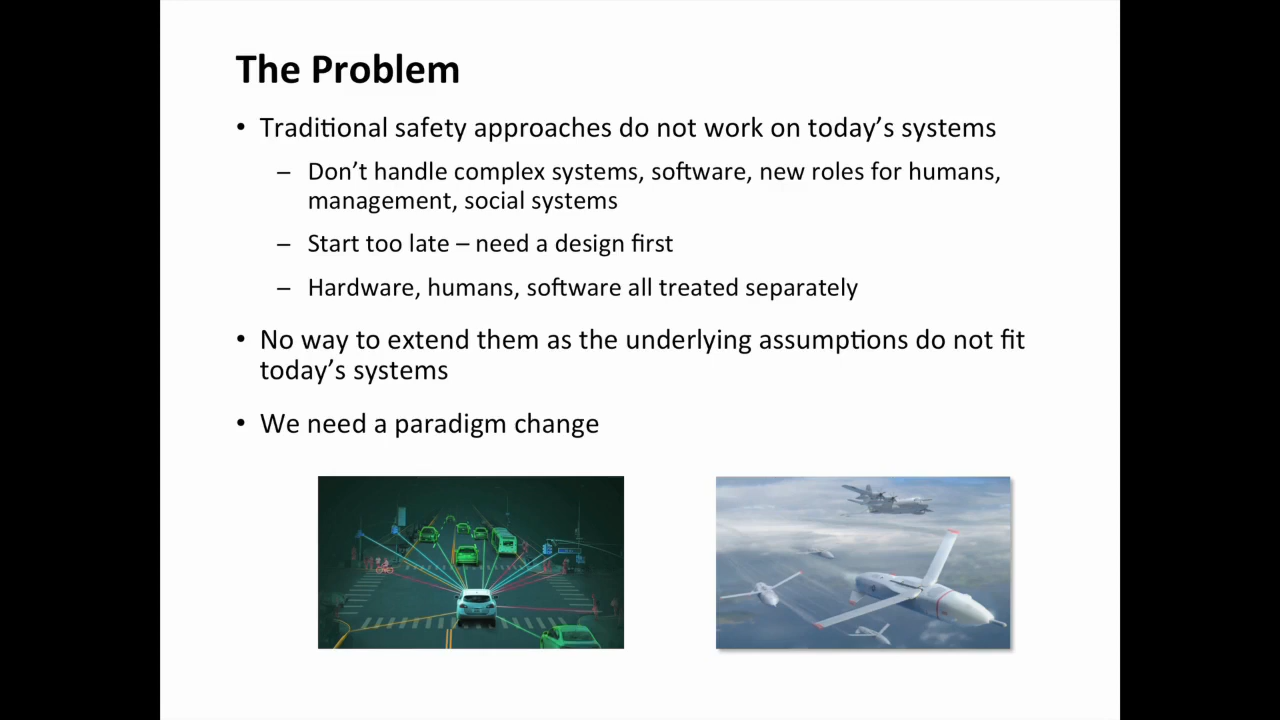 The Problem
• Traditional safety approaches do not work on today’s systems
– Don’t handle complex systems, software, new roles for humans,
management, social systems
– Start too late – need a design first
– Hardware, humans, software all treated separately
• No way to extend them as the underlying assumptions do not fit
today’s systems
• We need a paradigm change